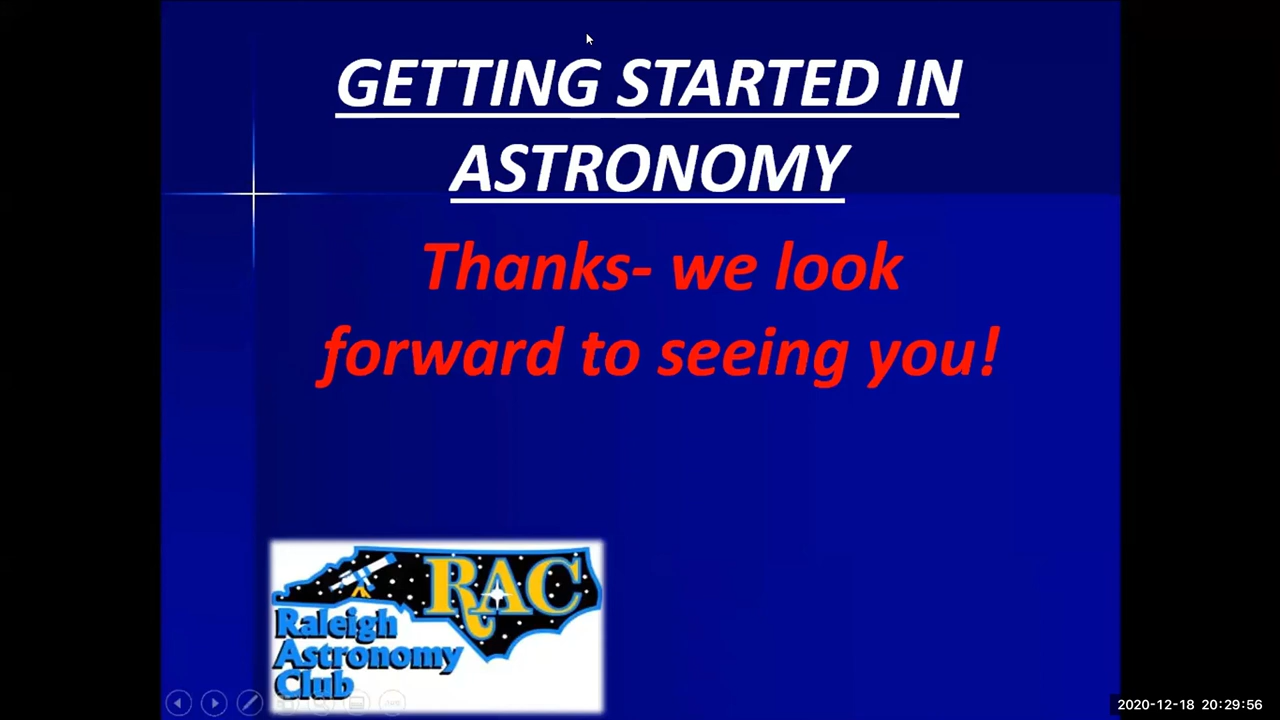 GETTING STARTED IN
ASTRONOMY
Thanks- we look
forward to seeing you!
RAC
Raleigh
Astronomy
Club
2020-12-18 20:29:56